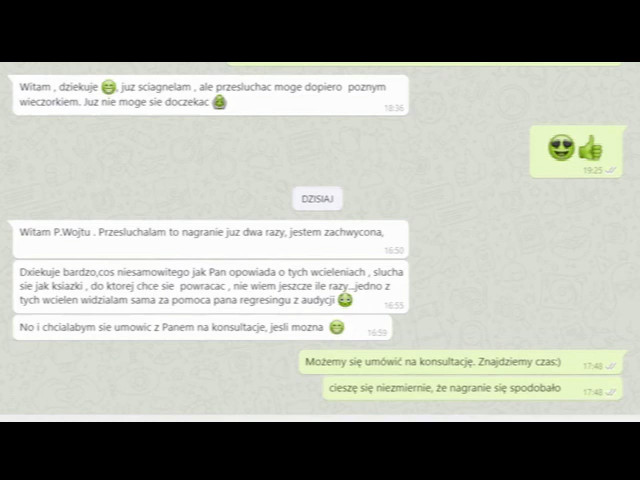 Witam , dziekuje 😁, juz sciagnelam , ale przesluchac moge dopiero poznym
wieczorkiem. Juz nie moge sie doczekac
18:36
19:25
DZISIAJ
Witam P.Wojtu . Przesluchalam to nagranie juz dwa razy, jestem zachwycona,
16:50
Dxiekuje bardzo,cos niesamowitego jak Pan opowiada o tych wcieleniach , slucha
sie jak ksiazki , do ktorej chce sie powracac , nie wiem jeszcze ile razy...jedno z
tych wcielen widzialam sama za pomoca pana regresingu z audycji
16:55
No i chcialabym sie umowic z Panem na konsultacje, jesli mozna
16:59
Możemy się umówić na konsultację. Znajdziemy czas:)
17:48
cieszę się niezmiernie, że nagranie się spodobało
17:48